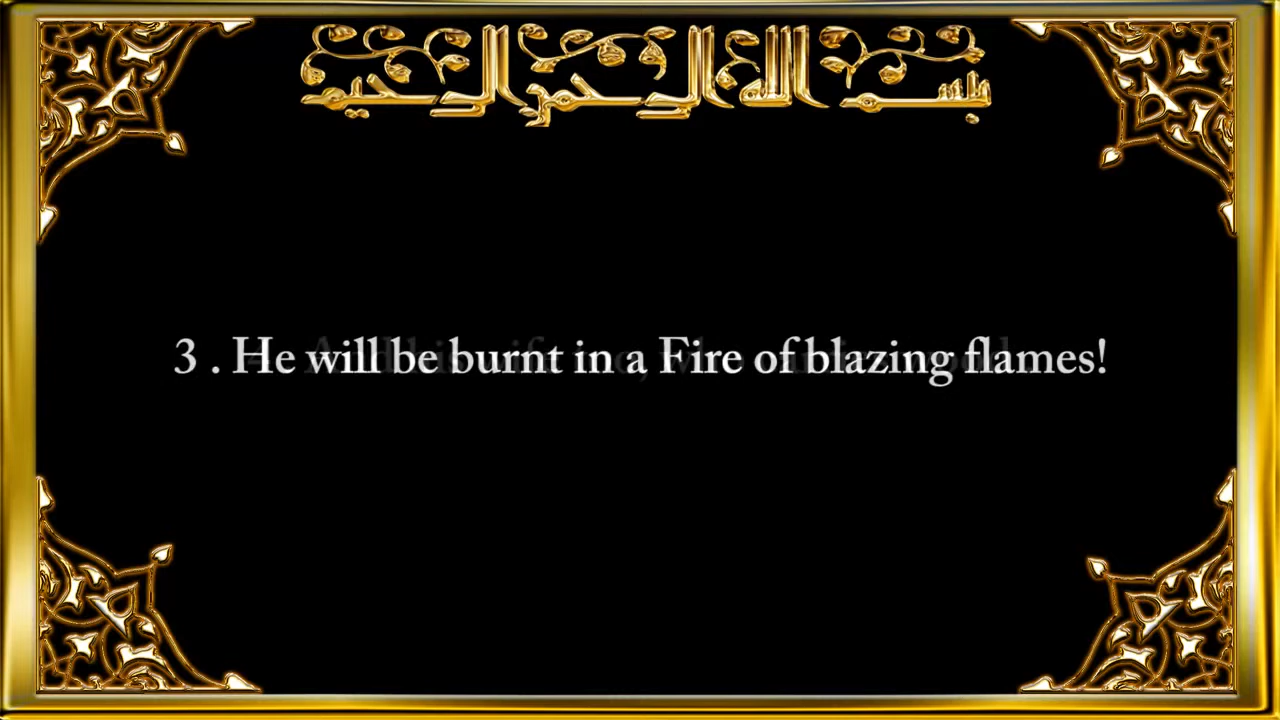 بسم الله الرحمن الرحيم
3 . He will be burnt in a Fire of blazing flames!